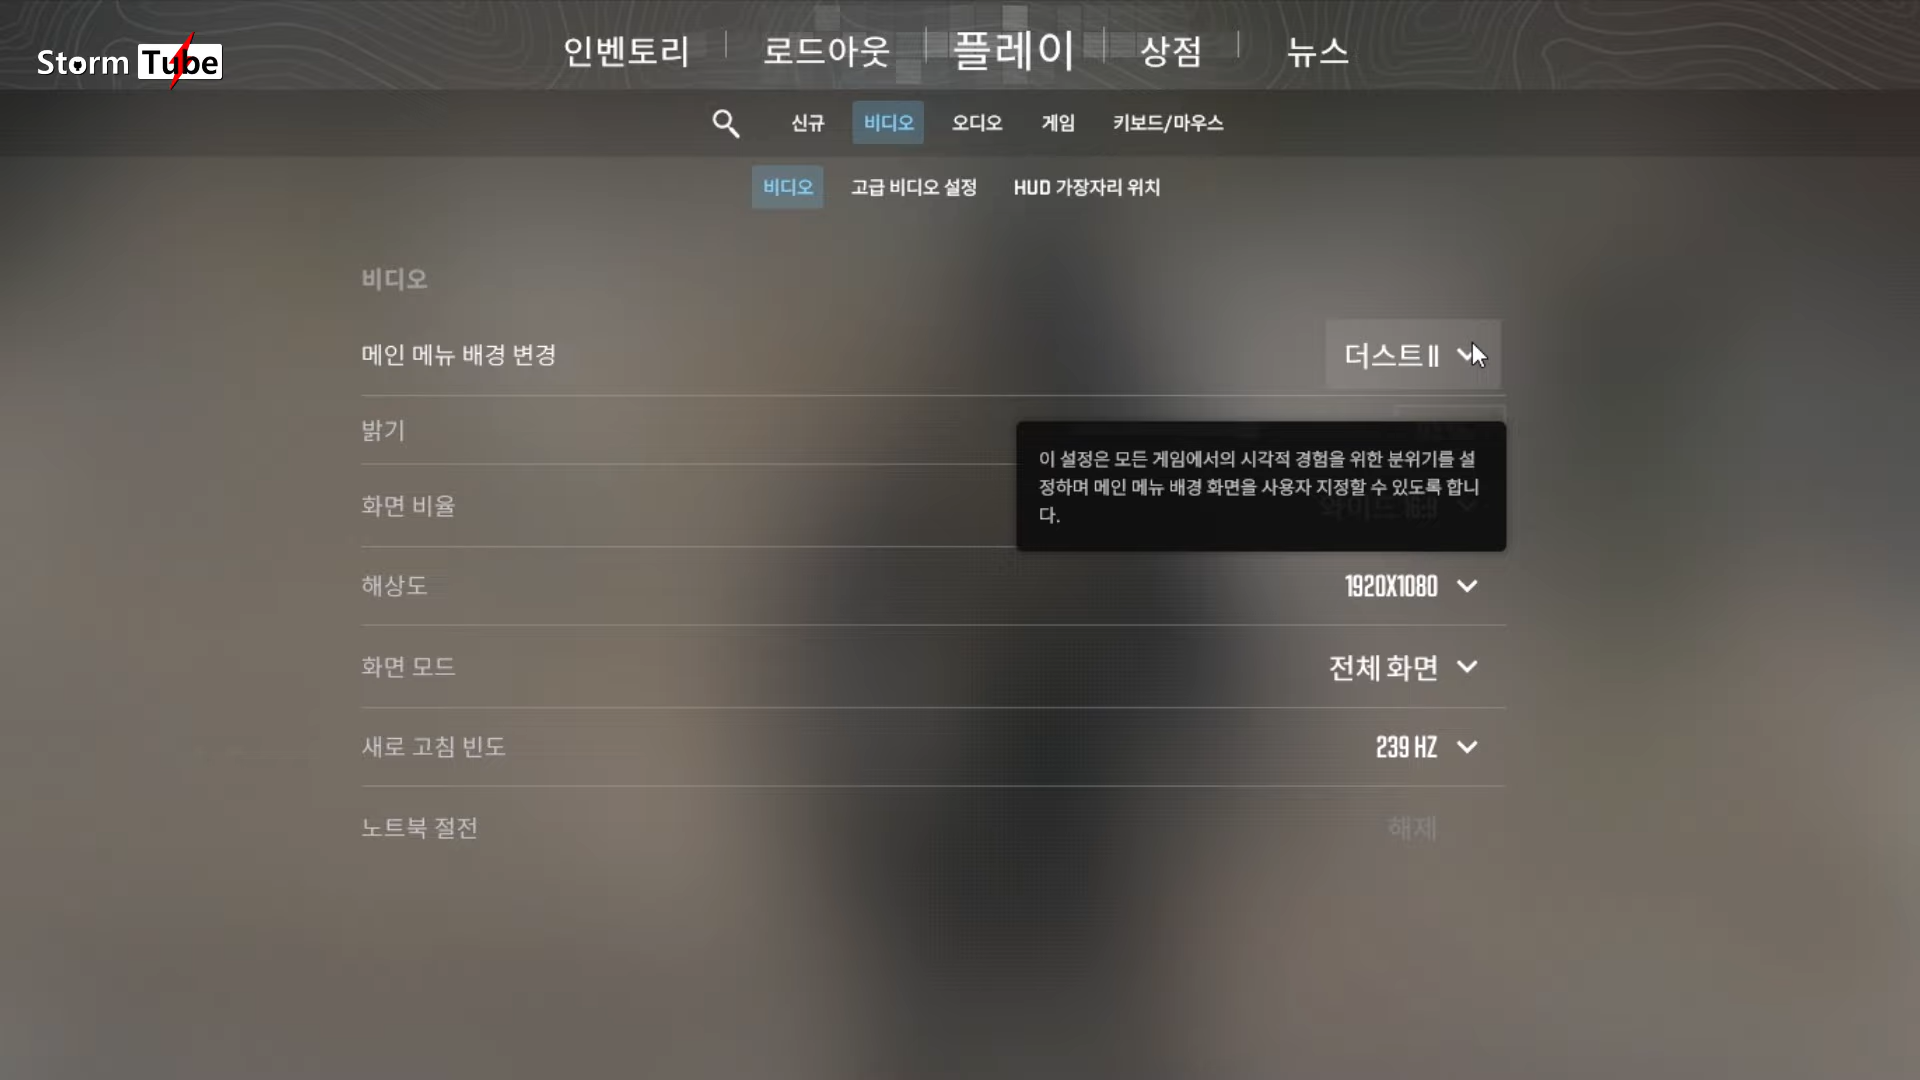 Storm Tube
인벤토리
로드아웃
플레이
상점
뉴스
신규
비디오
오디오
게임
키보드/마우스
비디오
고급 비디오 설정
HUD 가장자리 위치
비디오
메인 메뉴 배경 변경
더스트 II
밝기
이 설정은 모든 게임에서의 시각적 경험을 위한 분위기를 설
정하며 메인 메뉴 배경 화면을 사용자 지정할 수 있도록 합니
다.
화면 비율
와이드 16:9
해상도
1920X1080
화면 모드
전체 화면
새로 고침 빈도
239 HZ
노트북 절전
해제